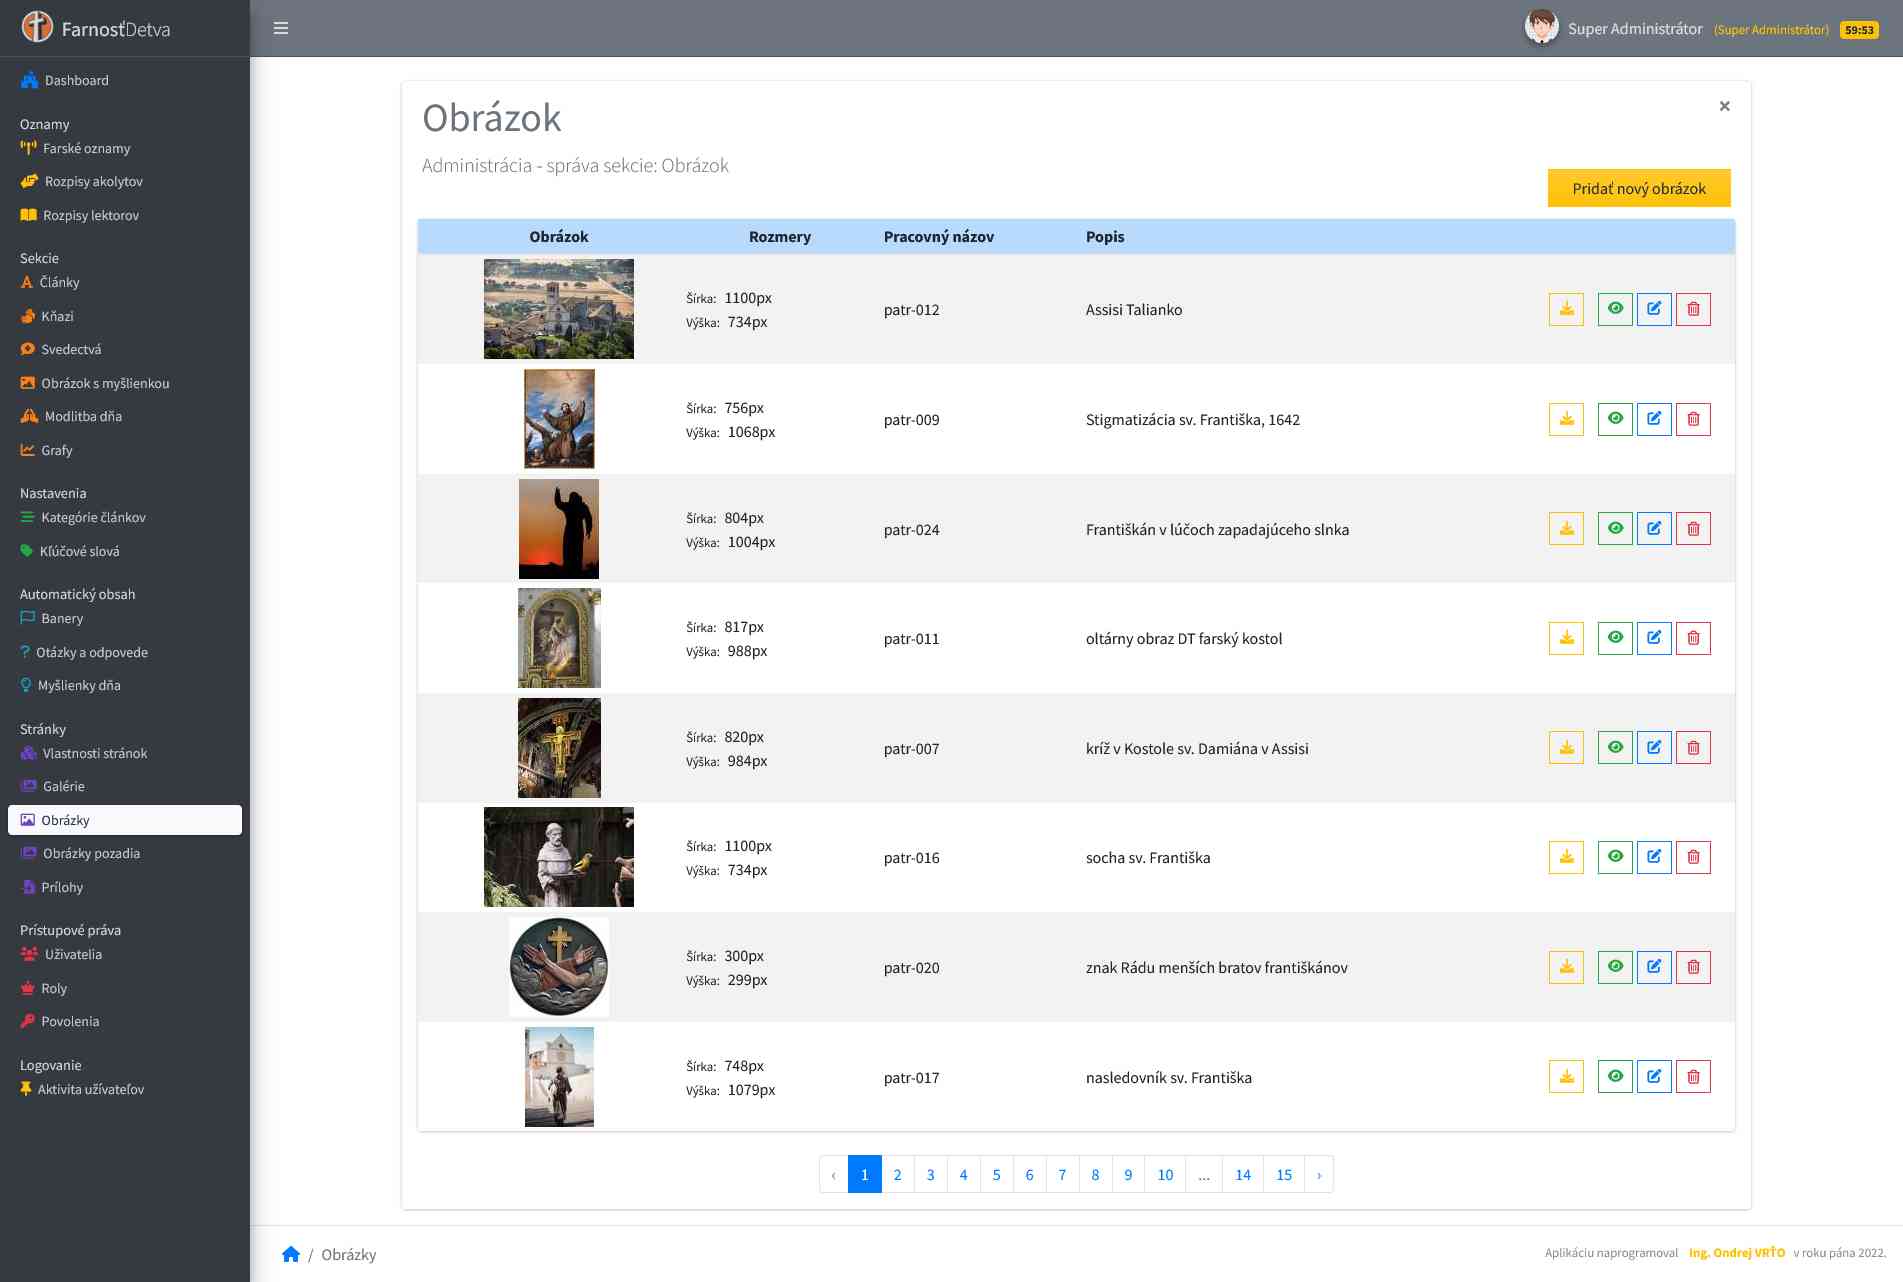 FarnosťDetva
Super Administrátor (Super Administrátor) 59:53
Dashboard
Oznamy
Farské oznamy
Rozpisy akolytov
Rozpisy lektorov
Sekcie
Články
Kňazi
Svedectvá
Obrázok s myšlienkou
Modlitba dňa
Grafy
Nastavenia
Kategórie článkov
Kľúčové slová
Automatický obsah
Banery
Otázky a odpovede
Myšlienky dňa
Stránky
Vlastnosti stránok
Galérie
Obrázky
Obrázky pozadia
Prílohy
Prístupové práva
Uživatelia
Roly
Povolenia
Logovanie
Aktivita užívateľov
Obrázok
×
Administrácia - správa sekcie: Obrázok
Pridať nový obrázok
Obrázok Rozmery Pracovný názov Popis
Šírka: 1100px
Výška: 734px
patr-012 Assisi Talianko
Šírka: 756px
Výška: 1068px
patr-009 Stigmatizácia sv. Františka, 1642
Šírka: 804px
Výška: 1004px
patr-024 Františkán v lúčoch zapadajúceho slnka
Šírka: 817px
Výška: 988px
patr-011 oltárny obraz DT farský kostol
Šírka: 820px
Výška: 984px
patr-007 kríž v Kostole sv. Damiána v Assisi
Šírka: 1100px
Výška: 734px
patr-016 socha sv. Františka
Šírka: 300px
Výška: 299px
patr-020 znak Rádu menších bratov františkánov
Šírka: 748px
Výška: 1079px
patr-017 nasledovník sv. Františka
‹ 1 2 3 4 5 6 7 8 9 10 ... 14 15 ›
/ Obrázky
Aplikáciu naprogramoval Ing. Ondrej VRŤO v roku pána 2022.